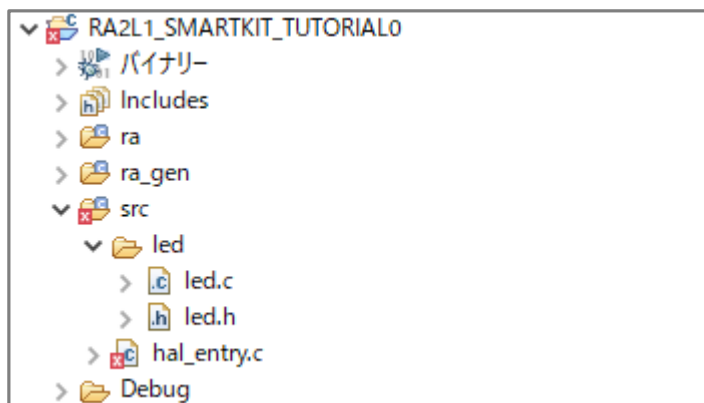 RA2L1_SMARTKIT_TUTORIAL0
バイナリー
Includes
ra
ra_gen
src
led
led.c
led.h
hal_entry.c
Debug